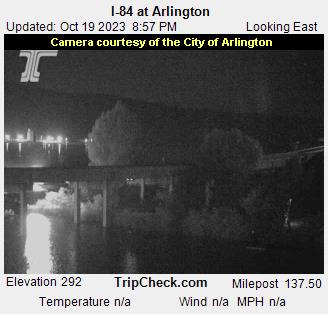 I-84 at Arlington
Updated: Oct 19 2023 8:57 PM Looking East
Camera courtesy of the City of Arlington
Elevation 292 TripCheck.com Milepost 137.50
Temperature n/a Wind n/a MPH n/a